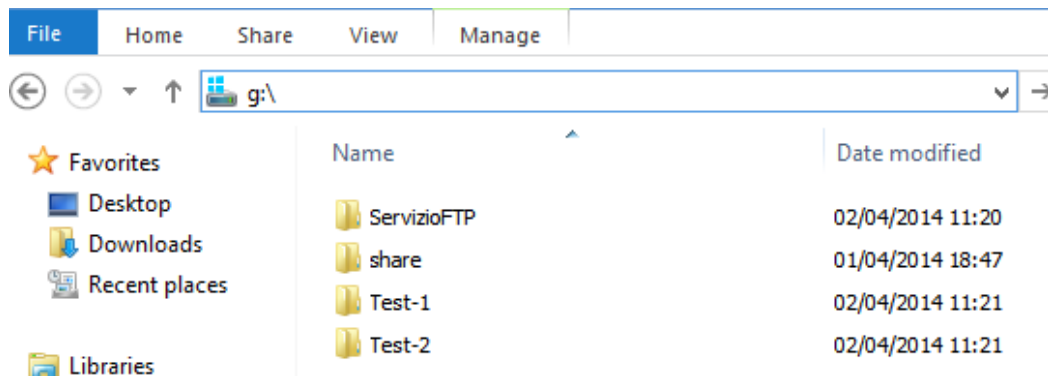 File Home Share View Manage
g:\
Name Date modified
Favorites
Desktop
Downloads
Recent places
Libraries
ServizioFTP 02/04/2014 11:20
share 01/04/2014 18:47
Test-1 02/04/2014 11:21
Test-2 02/04/2014 11:21